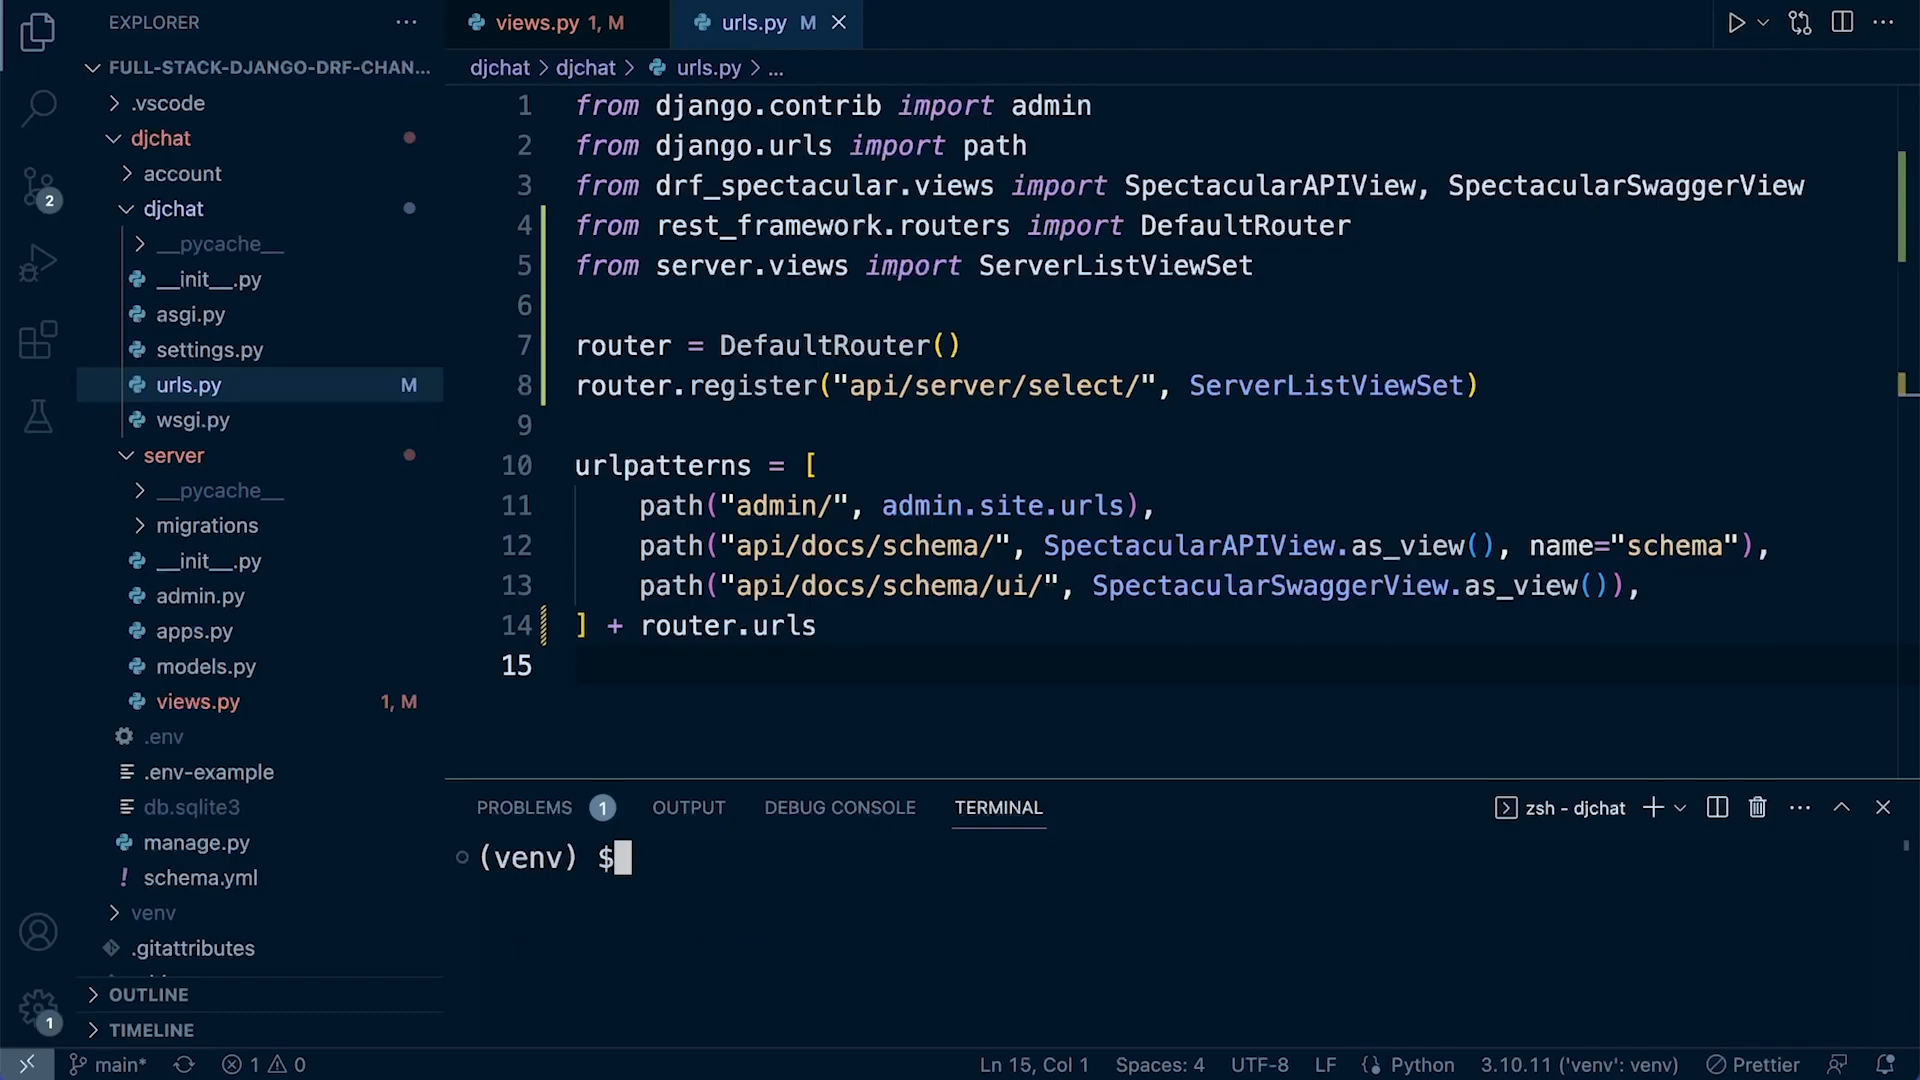 EXPLORER
FULL-STACK-DJANGO-DRF-CHAN...
.vscode
djchat
account
djchat
__pycache__
__init__.py
asgi.py
settings.py
urls.py M
wsgi.py
server
__pycache__
migrations
__init__.py
admin.py
apps.py
models.py
views.py 1, M
.env
.env-example
db.sqlite3
manage.py
schema.yml
venv
.gitattributes
OUTLINE
TIMELINE
2
1
views.py 1, M
urls.py M
djchat > djchat > urls.py > ...
1 from django.contrib import admin
2 from django.urls import path
3 from drf_spectacular.views import SpectacularAPIView, SpectacularSwaggerView
4 from rest_framework.routers import DefaultRouter
5 from server.views import ServerListViewSet
6
7 router = DefaultRouter()
8 router.register("api/server/select/", ServerListViewSet)
9
10 urlpatterns = [
11 path("admin/", admin.site.urls),
12 path("api/docs/schema/", SpectacularAPIView.as_view(), name="schema"),
13 path("api/docs/schema/ui/", SpectacularSwaggerView.as_view()),
14 ] + router.urls
15
PROBLEMS 1 OUTPUT DEBUG CONSOLE TERMINAL
zsh - djchat
(venv) $
main* 1 0
Ln 15, Col 1 Spaces: 4 UTF-8 LF Python 3.10.11 ('venv': venv) Prettier